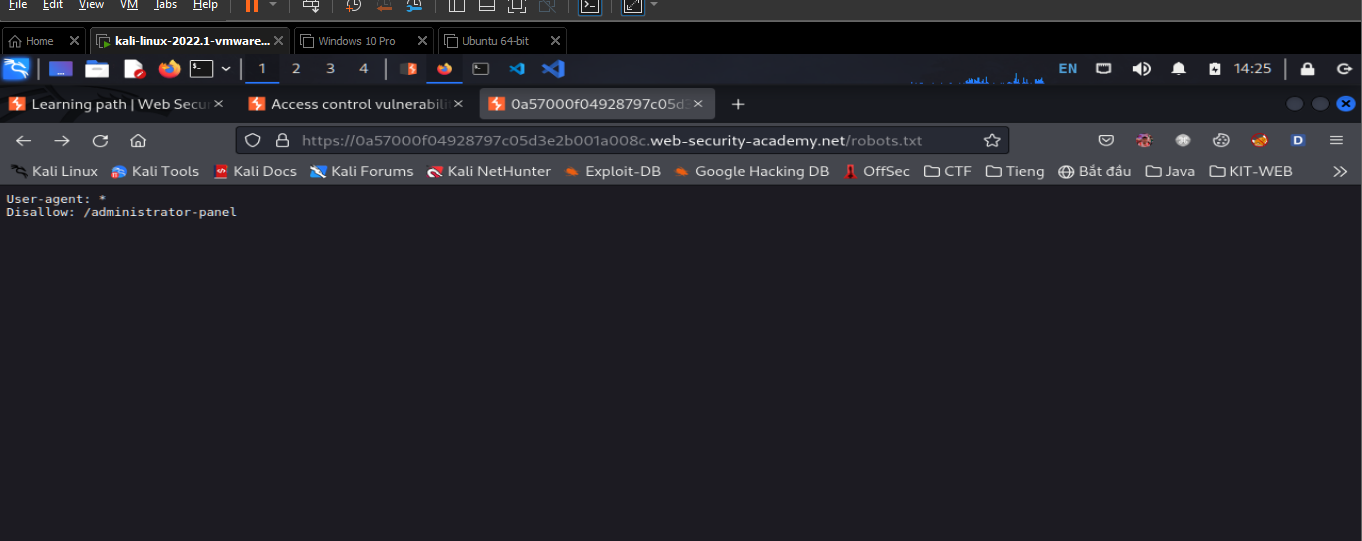 File Edit View VM Tabs Help
Home kali-linux-2022.1-vmware... Windows 10 Pro Ubuntu 64-bit
1 2 3 4 EN 14:25
Learning path | Web Secur Access control vulnerabili 0a57000f04928797c05d3
https://0a57000f04928797c05d3e2b001a008c.web-security-academy.net/robots.txt
Kali Linux Kali Tools Kali Docs Kali Forums Kali NetHunter Exploit-DB Google Hacking DB OffSec CTF Tieng Bắt đầu Java KIT-WEB
User-agent: *
Disallow: /administrator-panel